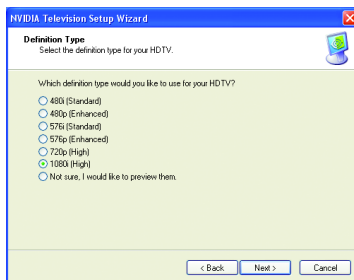 NVIDIA Television Setup Wizard
Definition Type
Select the definition type for your HDTV.
Which definition type would you like to use for your HDTV?
480i (Standard)
480p (Enhanced)
576i (Standard)
576p (Enhanced)
720p (High)
1080i (High)
Not sure, I would like to preview them.
< Back
Next >
Cancel